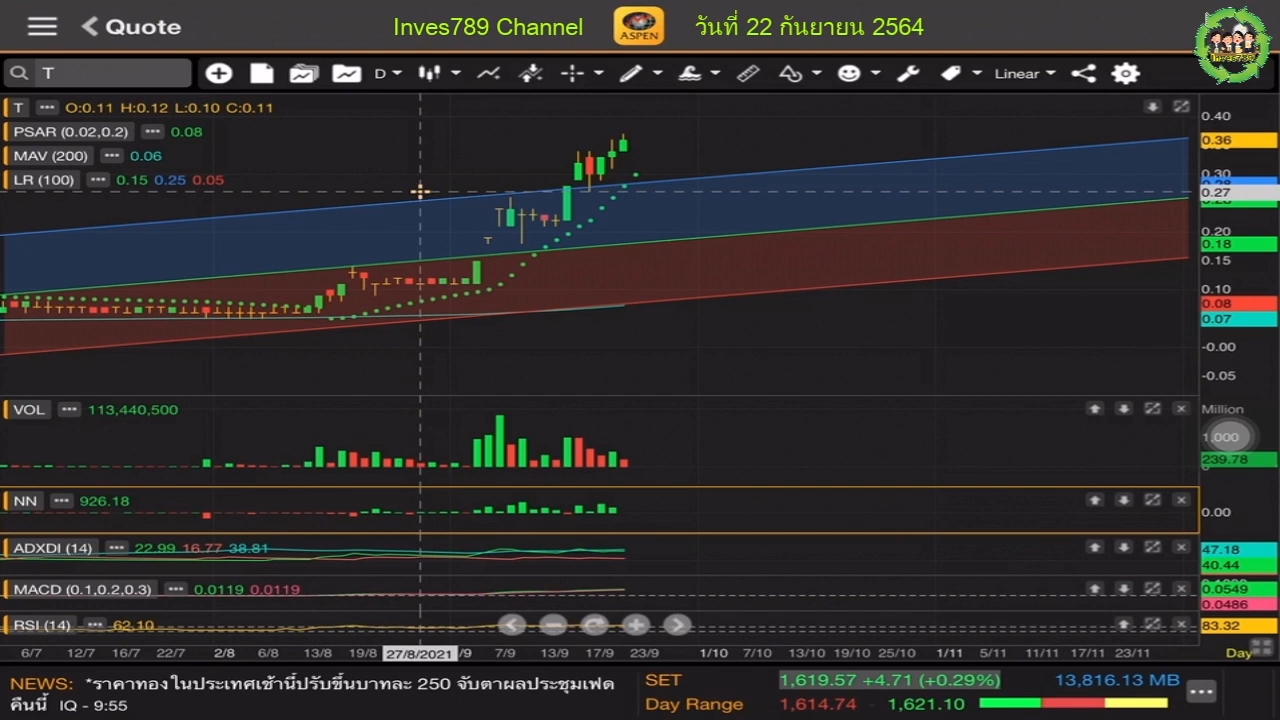 Quote
Inves789 Channel
ASPEN
วันที่ 22 กันยายน 2564
Inves789
T
D
Linear
T O:0.11 H:0.12 L:0.10 C:0.11
PSAR (0.02,0.2) 0.08
MAV (200) 0.06
LR (100) 0.15 0.25 0.05
0.40
0.36
0.30
0.27
0.20
0.18
0.15
0.10
0.08
0.07
-0.00
-0.05
VOL 113,440,500
Million
1.000
239.78
NN 926.18
0.00
ADXDI (14) 22.99 16.77 38.81
47.18
40.44
MACD (0.1,0.2,0.3) 0.0119 0.0119
0.0549
0.0486
RSI (14) 62.10
83.32
6/7 12/7 16/7 22/7 2/8 6/8 13/8 19/8 27/8/2021 /9 7/9 13/9 17/9 23/9 1/10 7/10 13/10 19/10 25/10 1/11 5/11 11/11 17/11 23/11 Day
NEWS: *ราคาทองในประเทศเช้านี้ปรับขึ้นบาทละ 250 จับตาผลประชุมเฟด
คืนนี้ IQ - 9:55
SET 1,619.57 +4.71 (+0.29%) 13,816.13 MB
Day Range 1,614.74 - 1,621.10